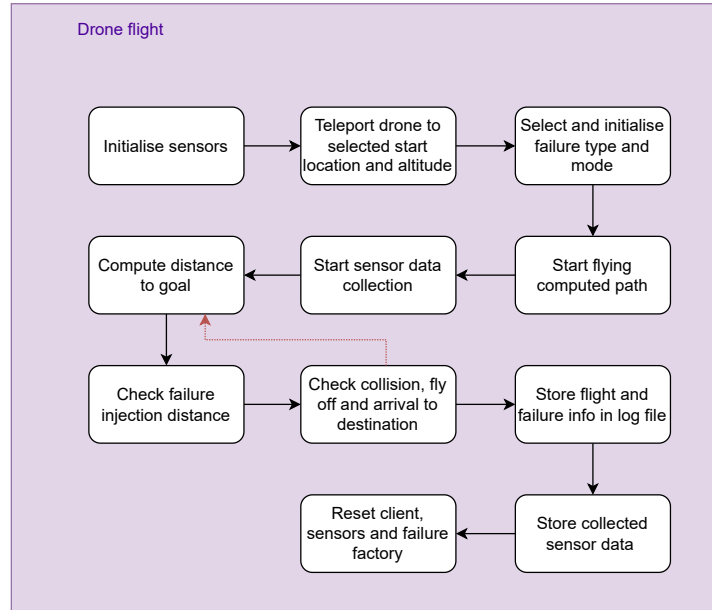 Drone flight
Initialise sensors
Teleport drone to
selected start
location and altitude
Select and initialise
failure type and
mode
Start flying
computed path
Start sensor data
collection
Compute distance
to goal
Check failure
injection distance
Check collision, fly
off and arrival to
destination
Store flight and
failure info in log file
Store collected
sensor data
Reset client,
sensors and failure
factory